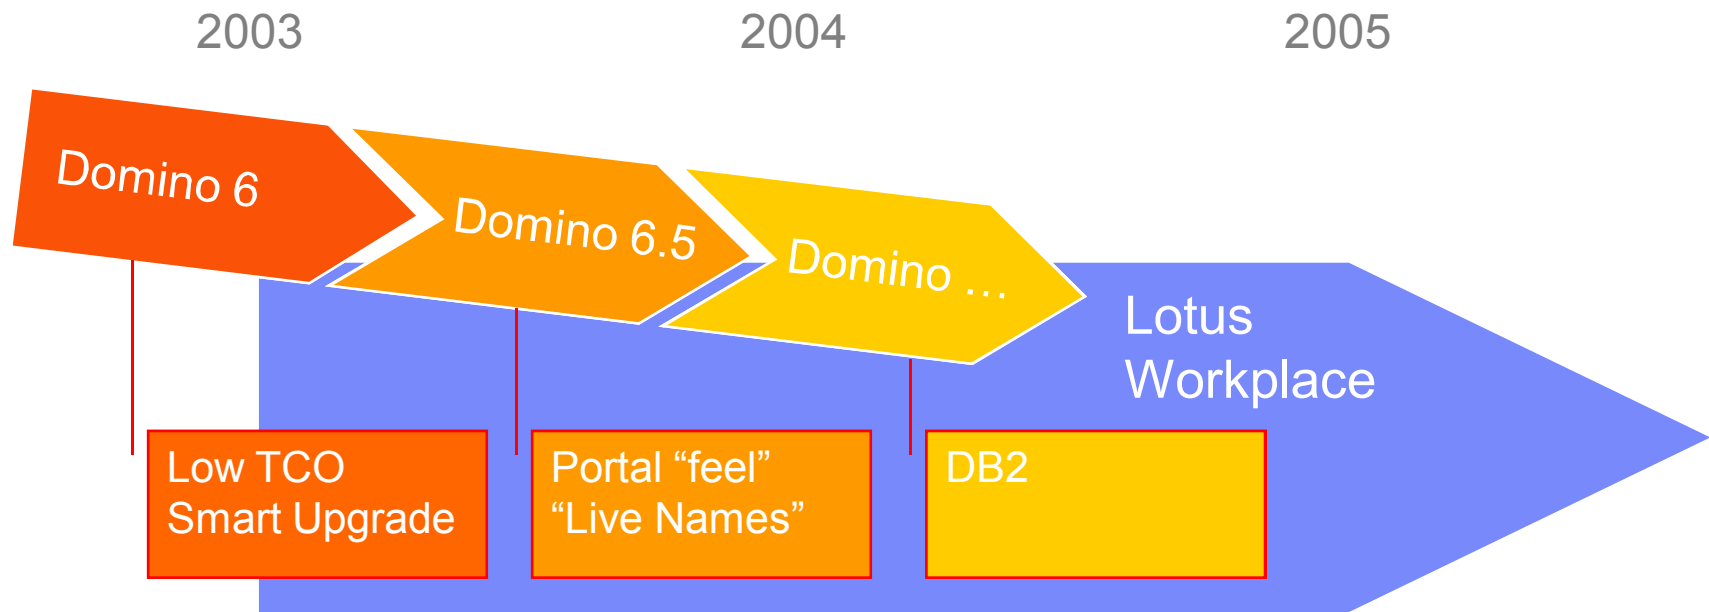 2003
2004
2005
Domino 6
Domino 6.5
Domino …
Lotus
Workplace
Low TCO
Smart Upgrade
Portal “feel”
“Live Names”
DB2